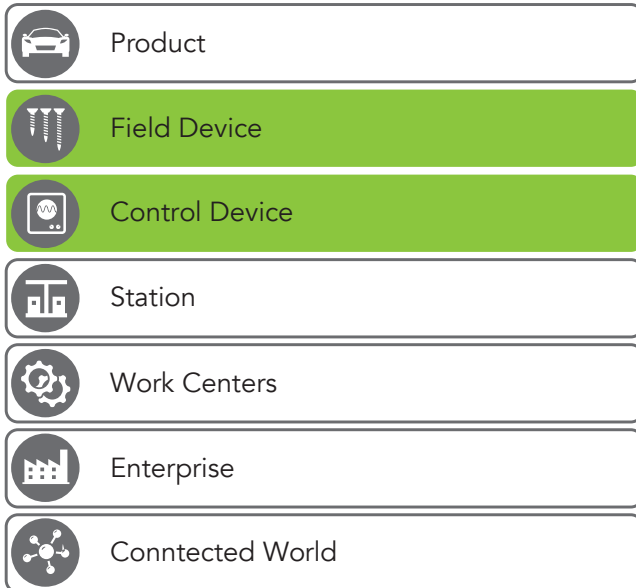 Product
Field Device
Control Device
Station
Work Centers
Enterprise
Conntected World